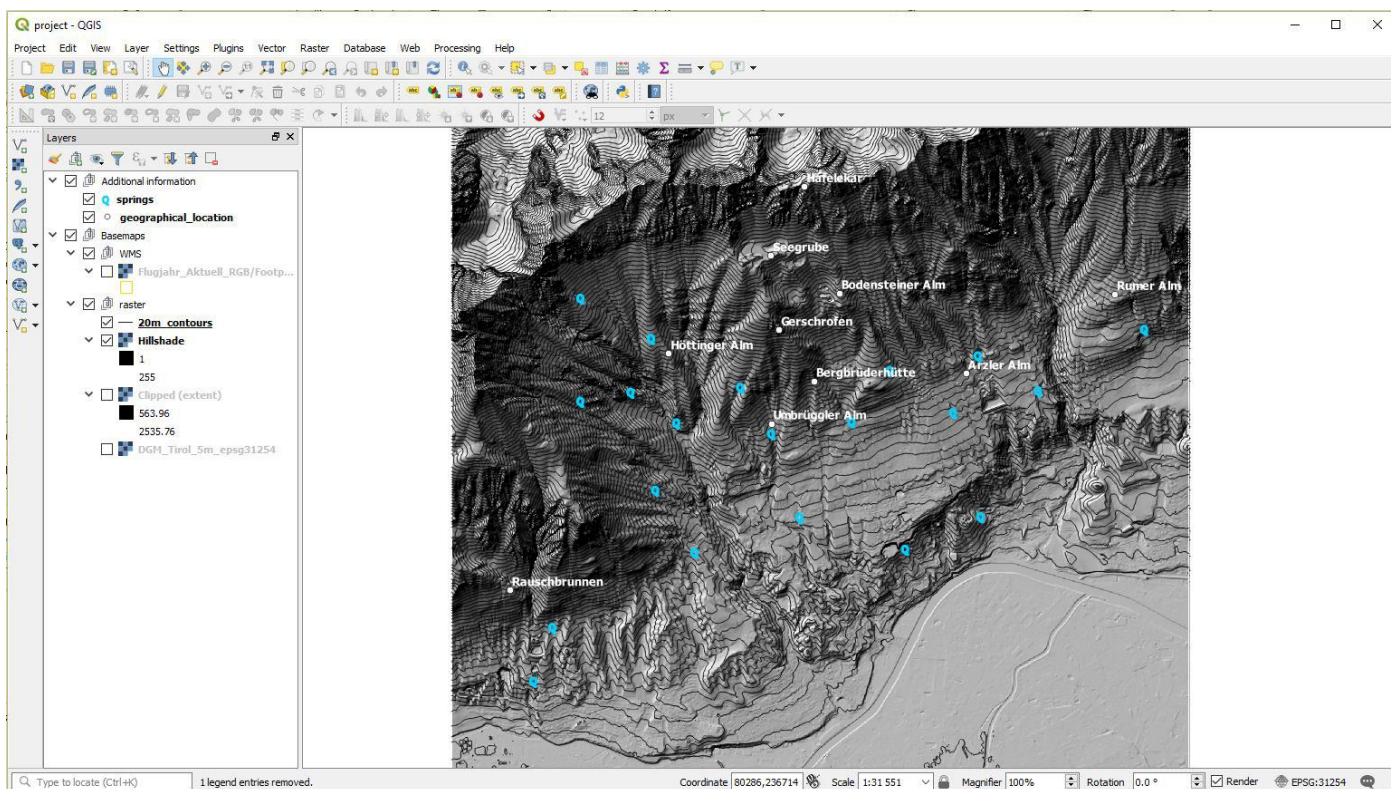 project - QGIS
Project Edit View Layer Settings Plugins Vector Raster Database Web Processing Help
12 px
Layers
Additional information
springs
geographical_location
Basemaps
WMS
Flugjahr_Aktuell_RGB/Footp...
raster
20m_contours
Hillshade
1
255
Clipped (extent)
563.96
2535.76
DGM_Tirol_5m_epsg31254
Hafelekar
Seegrube
Bodensteiner Alm
Rumer Alm
Gerschrofen
Höttinger Alm
Bergbrüderhütte
Arzler Alm
Umbrüggler Alm
Rauschbrunnen
Type to locate (Ctrl+K) 1 legend entries removed. Coordinate 80286,236714 Scale 1:31 551 Magnifier 100% Rotation 0.0 ° Render EPSG:31254